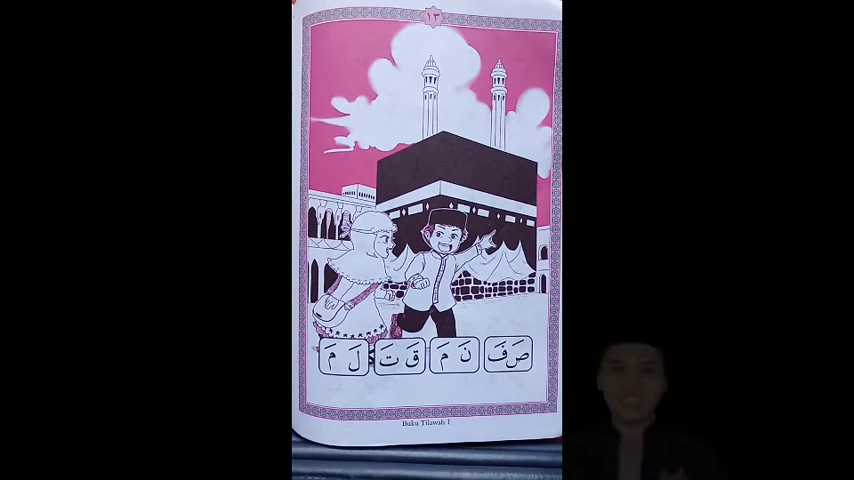 ١٣
صَ فَ نَ مَ قَ تَ لَ مَ
Buku Tilawah 1